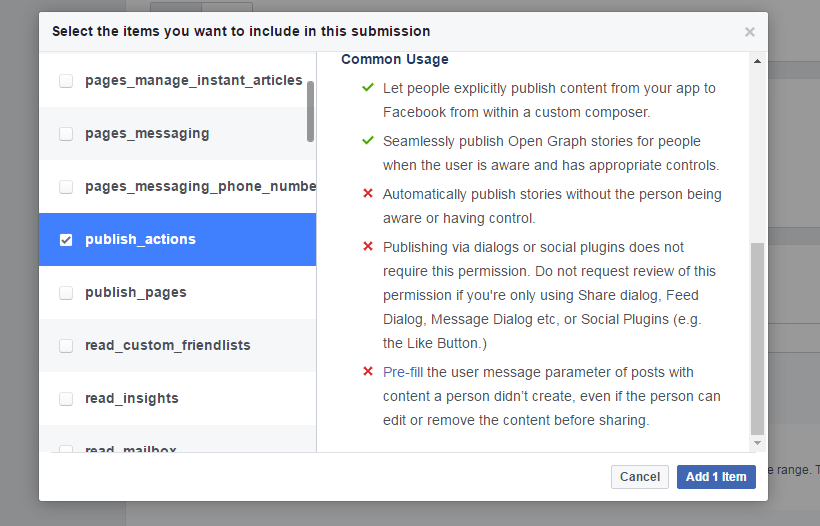 Select the items you want to include in this submission
×
pages_manage_instant_articles
pages_messaging
pages_messaging_phone_numbe
publish_actions
publish_pages
read_custom_friendlists
read_insights
read_mailbox
Common Usage
Let people explicitly publish content from your app to
Facebook from within a custom composer.
Seamlessly publish Open Graph stories for people
when the user is aware and has appropriate controls.
Automatically publish stories without the person being
aware or having control.
Publishing via dialogs or social plugins does not
require this permission. Do not request review of this
permission if you're only using Share dialog, Feed
Dialog, Message Dialog etc, or Social Plugins (e.g.
the Like Button.)
Pre-fill the user message parameter of posts with
content a person didn’t create, even if the person can
edit or remove the content before sharing.
Cancel
Add 1 Item
e range. T